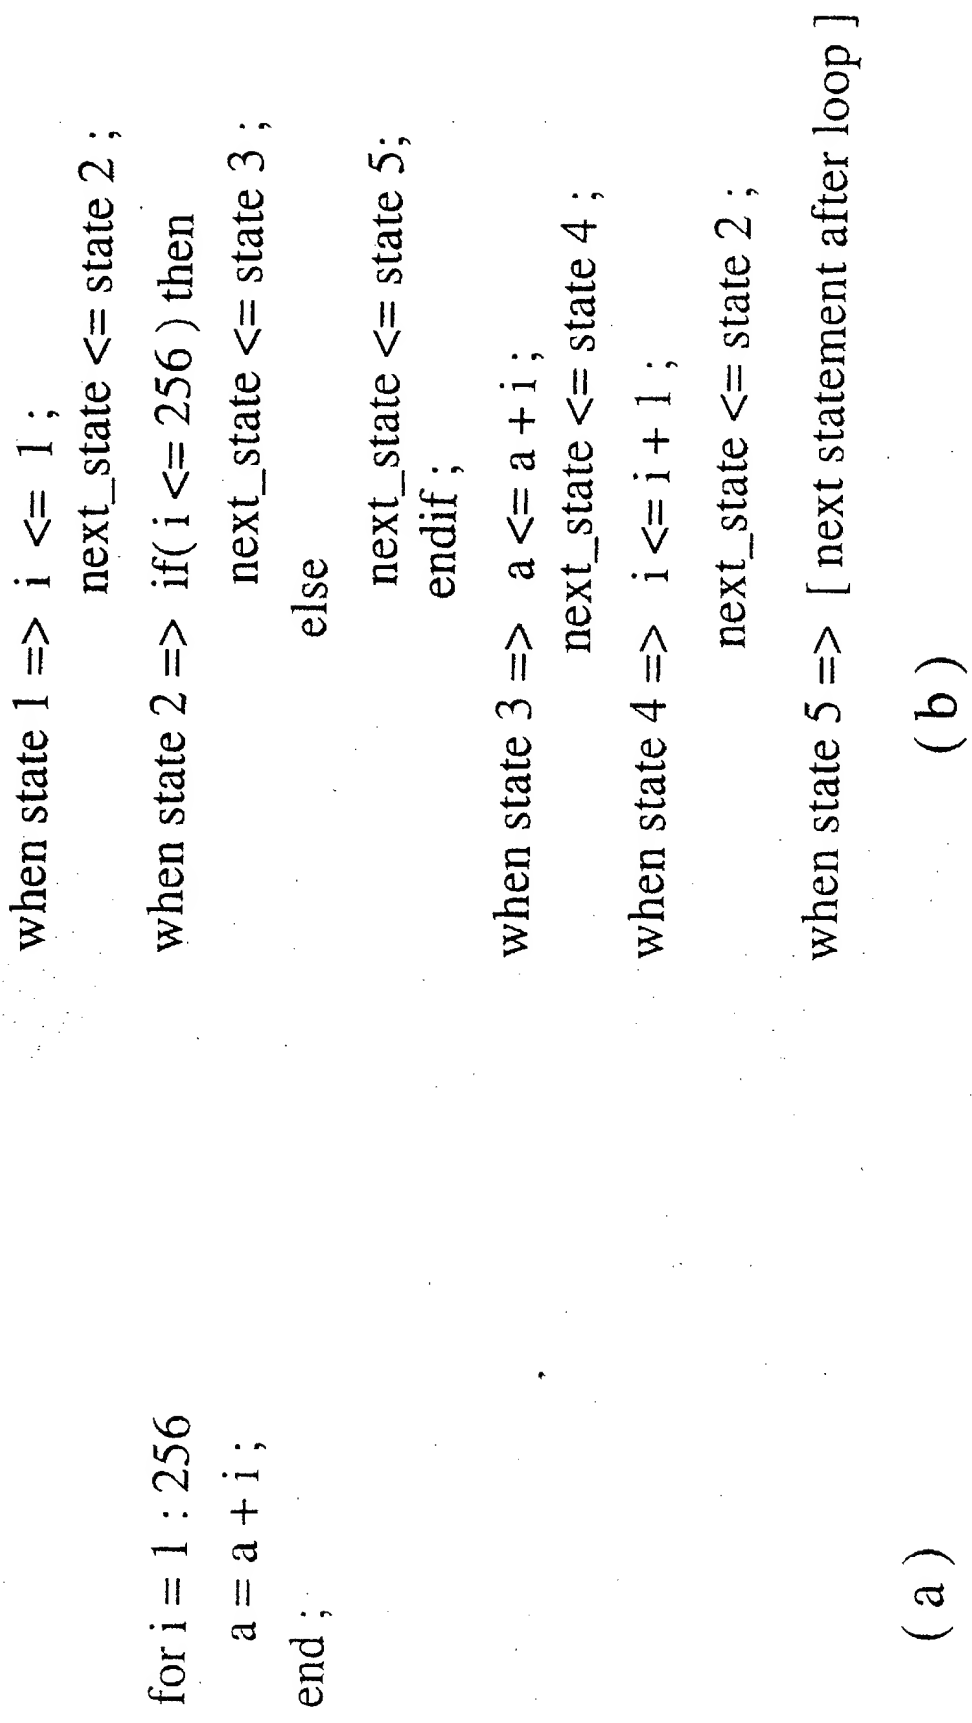 for i = 1 : 256
a = a + i ;
end ;
( a )
when state 1 => i <= 1 ;
next_state <= state 2 ;
when state 2 => if( i <= 256 ) then
next_state <= state 3 ;
else
next_state <= state 5;
endif ;
when state 3 => a <= a + i ;
next_state <= state 4 ;
when state 4 => i <= i + 1 ;
next_state <= state 2 ;
when state 5 => [ next statement after loop ]
( b )